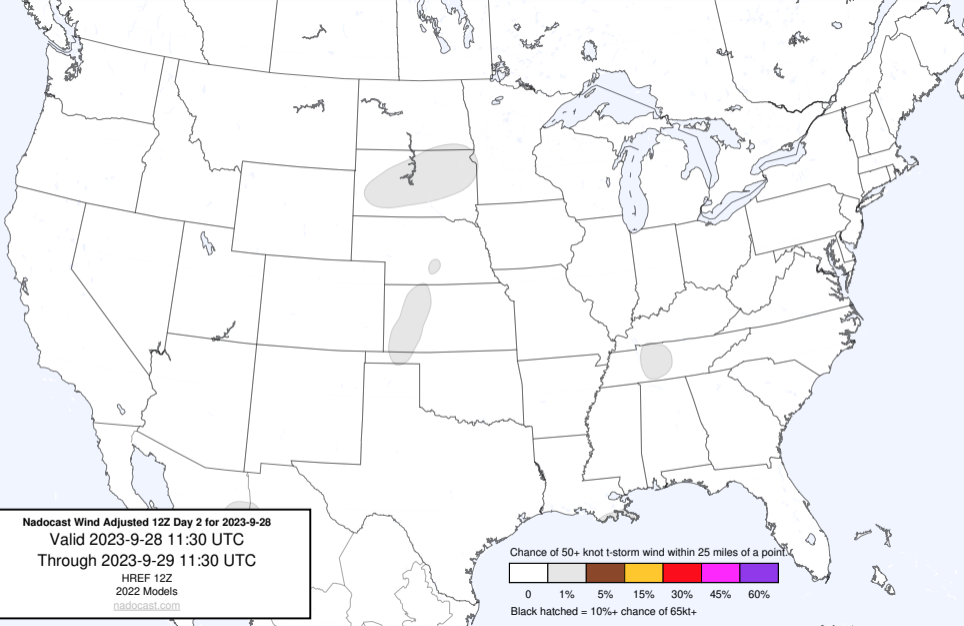 Nadocast Wind Adjusted 12Z Day 2 for 2023-9-28
Valid 2023-9-28 11:30 UTC
Through 2023-9-29 11:30 UTC
HREF 12Z
2022 Models
nadocast.com
Chance of 50+ knot t-storm wind within 25 miles of a point.
0 1% 5% 15% 30% 45% 60%
Black hatched = 10%+ chance of 65kt+